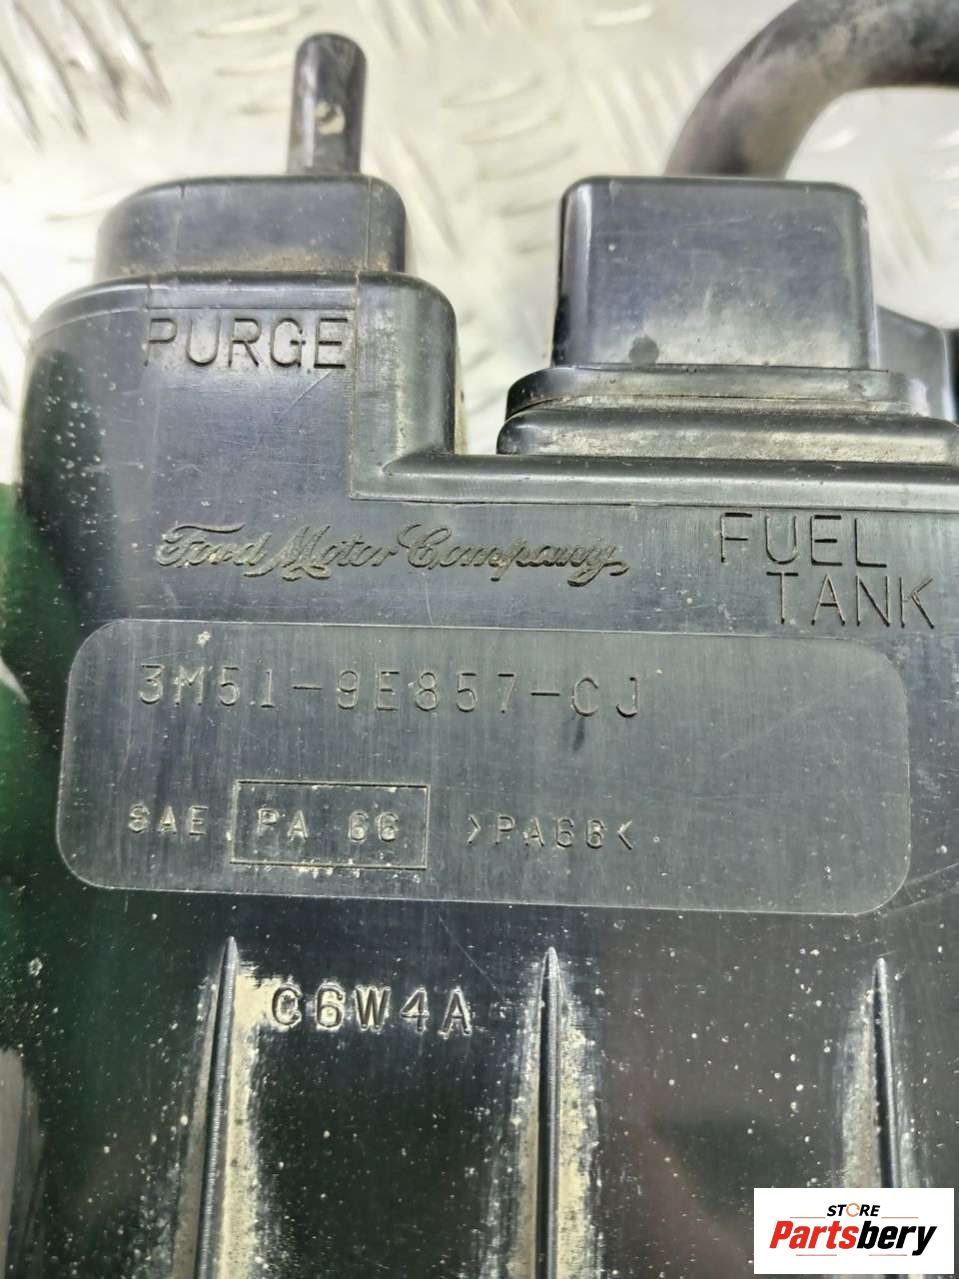 PURGE
Ford Motor Company
FUEL
TANK
3M51-9E857-CJ
SAE PA 66 >PA66<
C6W4A
STORE
Partsbery